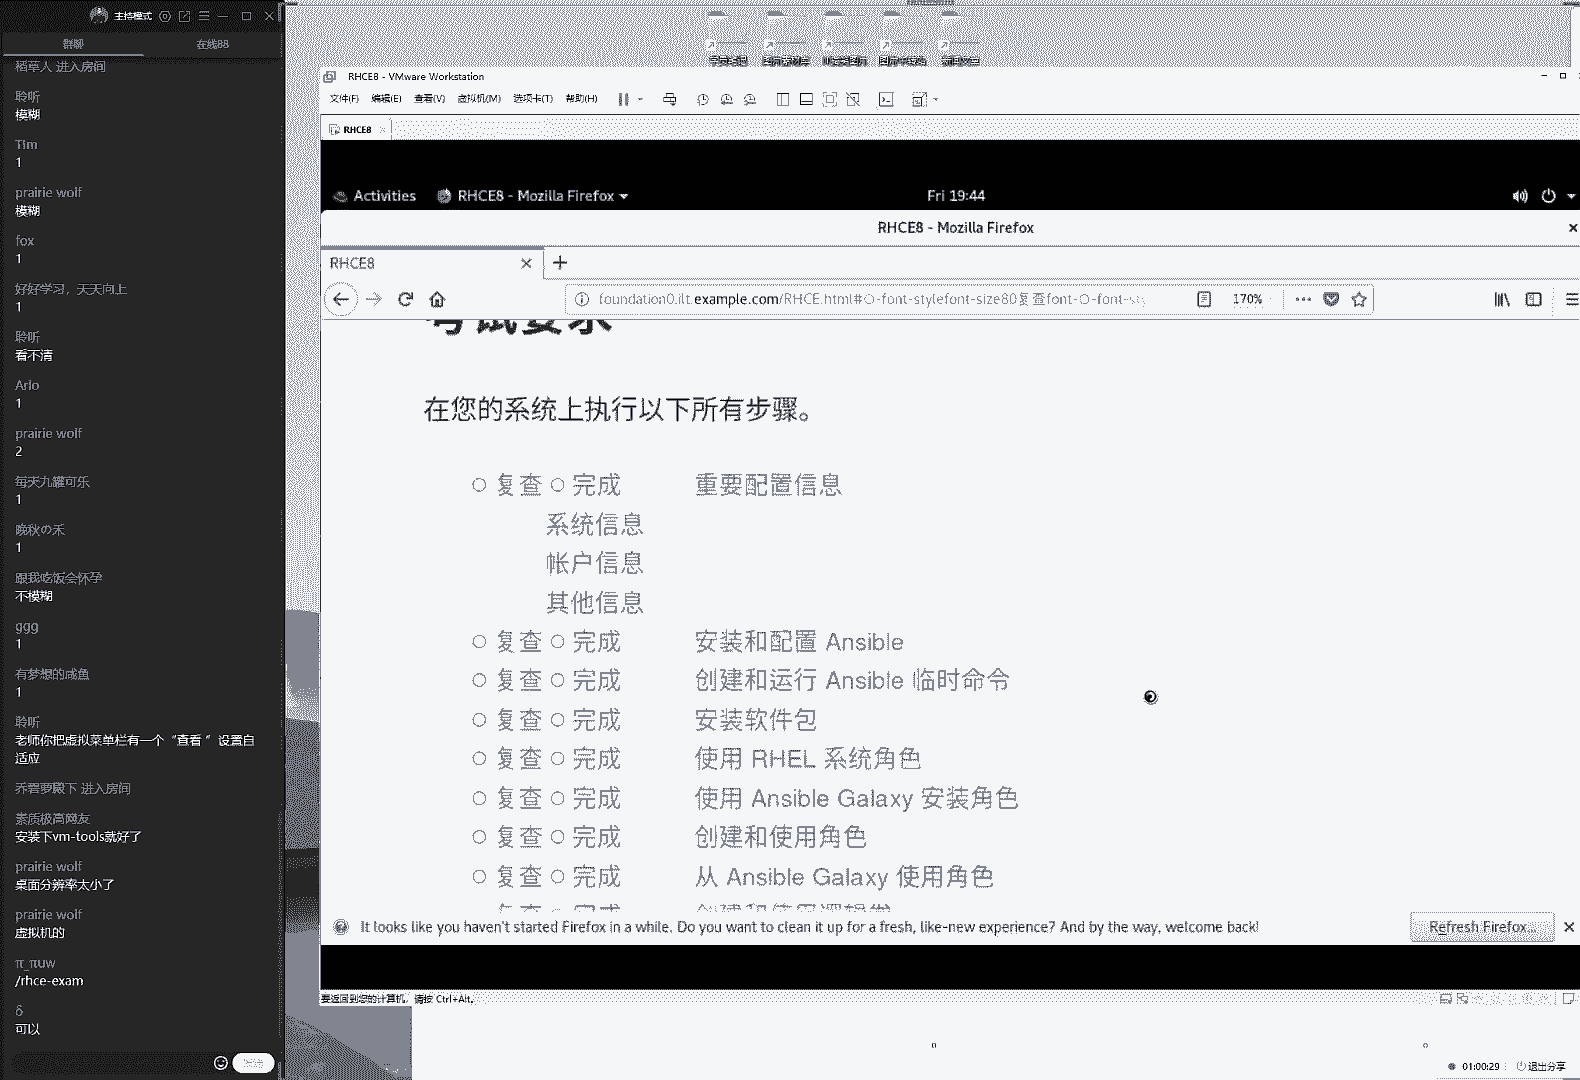 主持模式
群聊
在线88
稻草人 进入房间
聆听
模糊
Tim
1
prairie wolf
模糊
fox
1
好好学习，天天向上
1
聆听
看不清
Arlo
1
prairie wolf
2
每天九罐可乐
1
晚秋の禾
1
跟我吃饭会怀孕
不模糊
ggg
1
有梦想的咸鱼
1
聆听
老师你把虚拟菜单栏有一个“查看 ”设置自
适应
乔碧萝殿下 进入房间
素质极高网友
安装下vm-tools就好了
prairie wolf
桌面分辨率太小了
prairie wolf
虚拟机的
π_πuw
/rhce-exam
δ
可以
RHCE8 - VMware Workstation
文件(F) 编辑(E) 查看(V) 虚拟机(M) 选项卡(T) 帮助(H)
RHCE8
Activities
RHCE8 - Mozilla Firefox
Fri 19:44
RHCE8 - Mozilla Firefox
RHCE8
foundation0.ilt.example.com/RHCE.html#O-font-stylefont-size80复查font-O-font-sty
170%
考试要求
在您的系统上执行以下所有步骤。
复查 完成 重要配置信息
系统信息
帐户信息
其他信息
复查 完成 安装和配置 Ansible
复查 完成 创建和运行 Ansible 临时命令
复查 完成 安装软件包
复查 完成 使用 RHEL 系统角色
复查 完成 使用 Ansible Galaxy 安装角色
复查 完成 创建和使用角色
复查 完成 从 Ansible Galaxy 使用角色
It looks like you haven't started Firefox in a while. Do you want to clean it up for a fresh, like-new experience? And by the way, welcome back!
Refresh Firefox...
要返回到您的计算机，请按 Ctrl+Alt。
01:00:29
退出分享